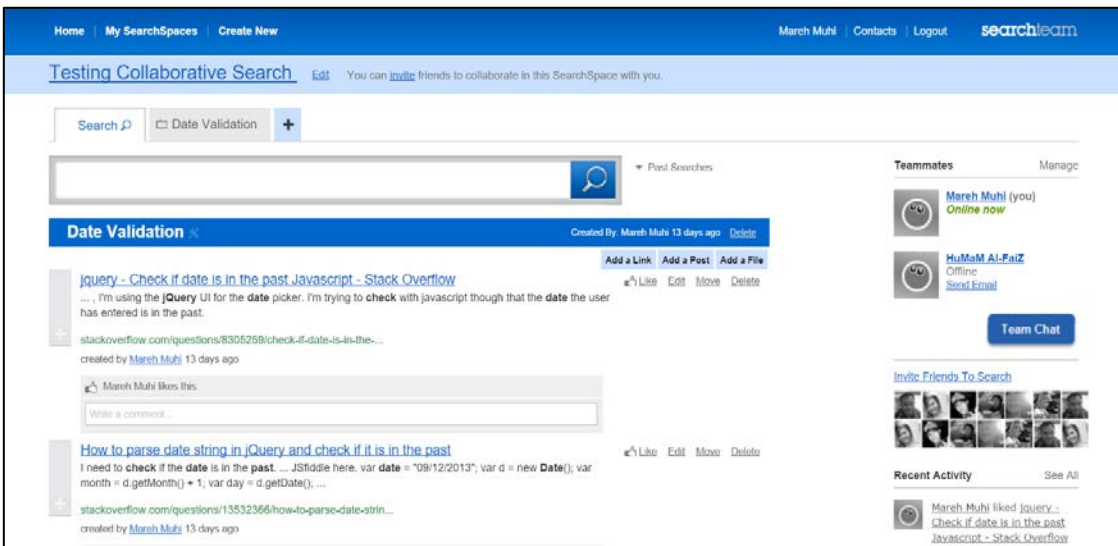 Home | My SearchSpaces | Create New
Mareh Muhi | Contacts | Logout
searchteam
Testing Collaborative Search Edit You can invite friends to collaborate in this SearchSpace with you.
Search
Date Validation
+
Past Searches
Date Validation
Created By: Mareh Muhi 13 days ago Delete
Add a Link Add a Post Add a File
jquery - Check if date is in the past Javascript - Stack Overflow
Like Edit Move Delete
... , I'm using the jQuery UI for the date picker. I'm trying to check with javascript though that the date the user
has entered is in the past.
stackoverflow.com/questions/8305259/check-if-date-is-in-the-...
created by Mareh Muhi 13 days ago
Mareh Muhi likes this.
Write a comment...
How to parse date string in jQuery and check if it is in the past
Like Edit Move Delete
I need to check if the date is in the past. ... JSfiddle here. var date = "09/12/2013"; var d = new Date(); var
month = d.getMonth() + 1; var day = d.getDate(); ...
stackoverflow.com/questions/13532366/how-to-parse-date-strin...
created by Mareh Muhi 13 days ago
Teammates Manage
Mareh Muhi (you)
Online now
HuMaM Al-FaiZ
Offline
Send Email
Team Chat
Invite Friends To Search
Recent Activity See All
Mareh Muhi liked jquery -
Check if date is in the past
Javascript - Stack Overflow